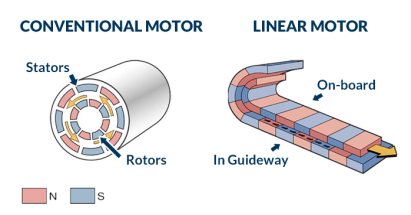 CONVENTIONAL MOTOR
LINEAR MOTOR
Stators
Rotors
On-board
In Guideway
N
S